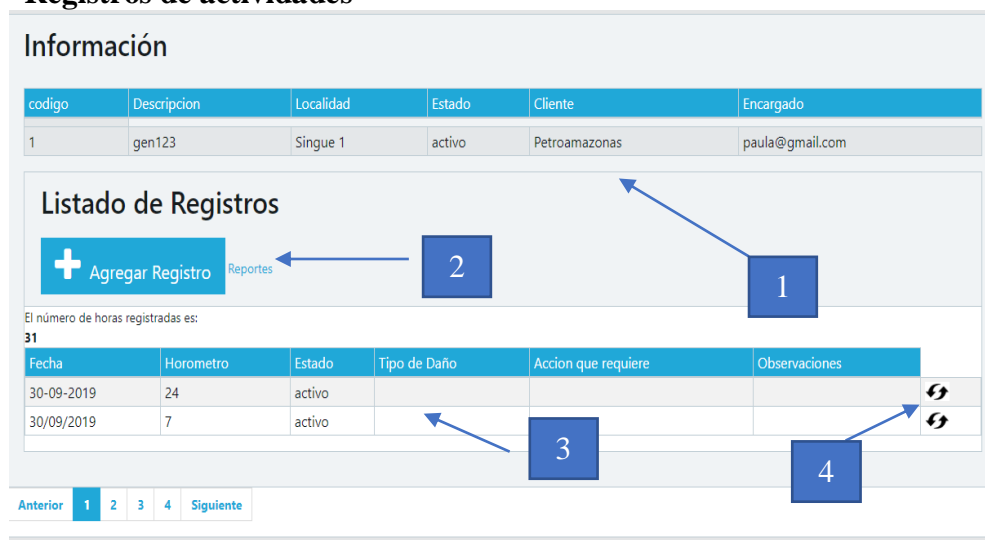 Registros de actividades
Información
codigo Descripcion Localidad Estado Cliente Encargado
1 gen123 Singue 1 activo Petroamazonas paula@gmail.com
Listado de Registros
Agregar Registro Reportes
2
1
El número de horas registradas es:
31
Fecha Horometro Estado Tipo de Daño Accion que requiere Observaciones
30-09-2019 24 activo
30/09/2019 7 activo
3
4
Anterior 1 2 3 4 Siguiente